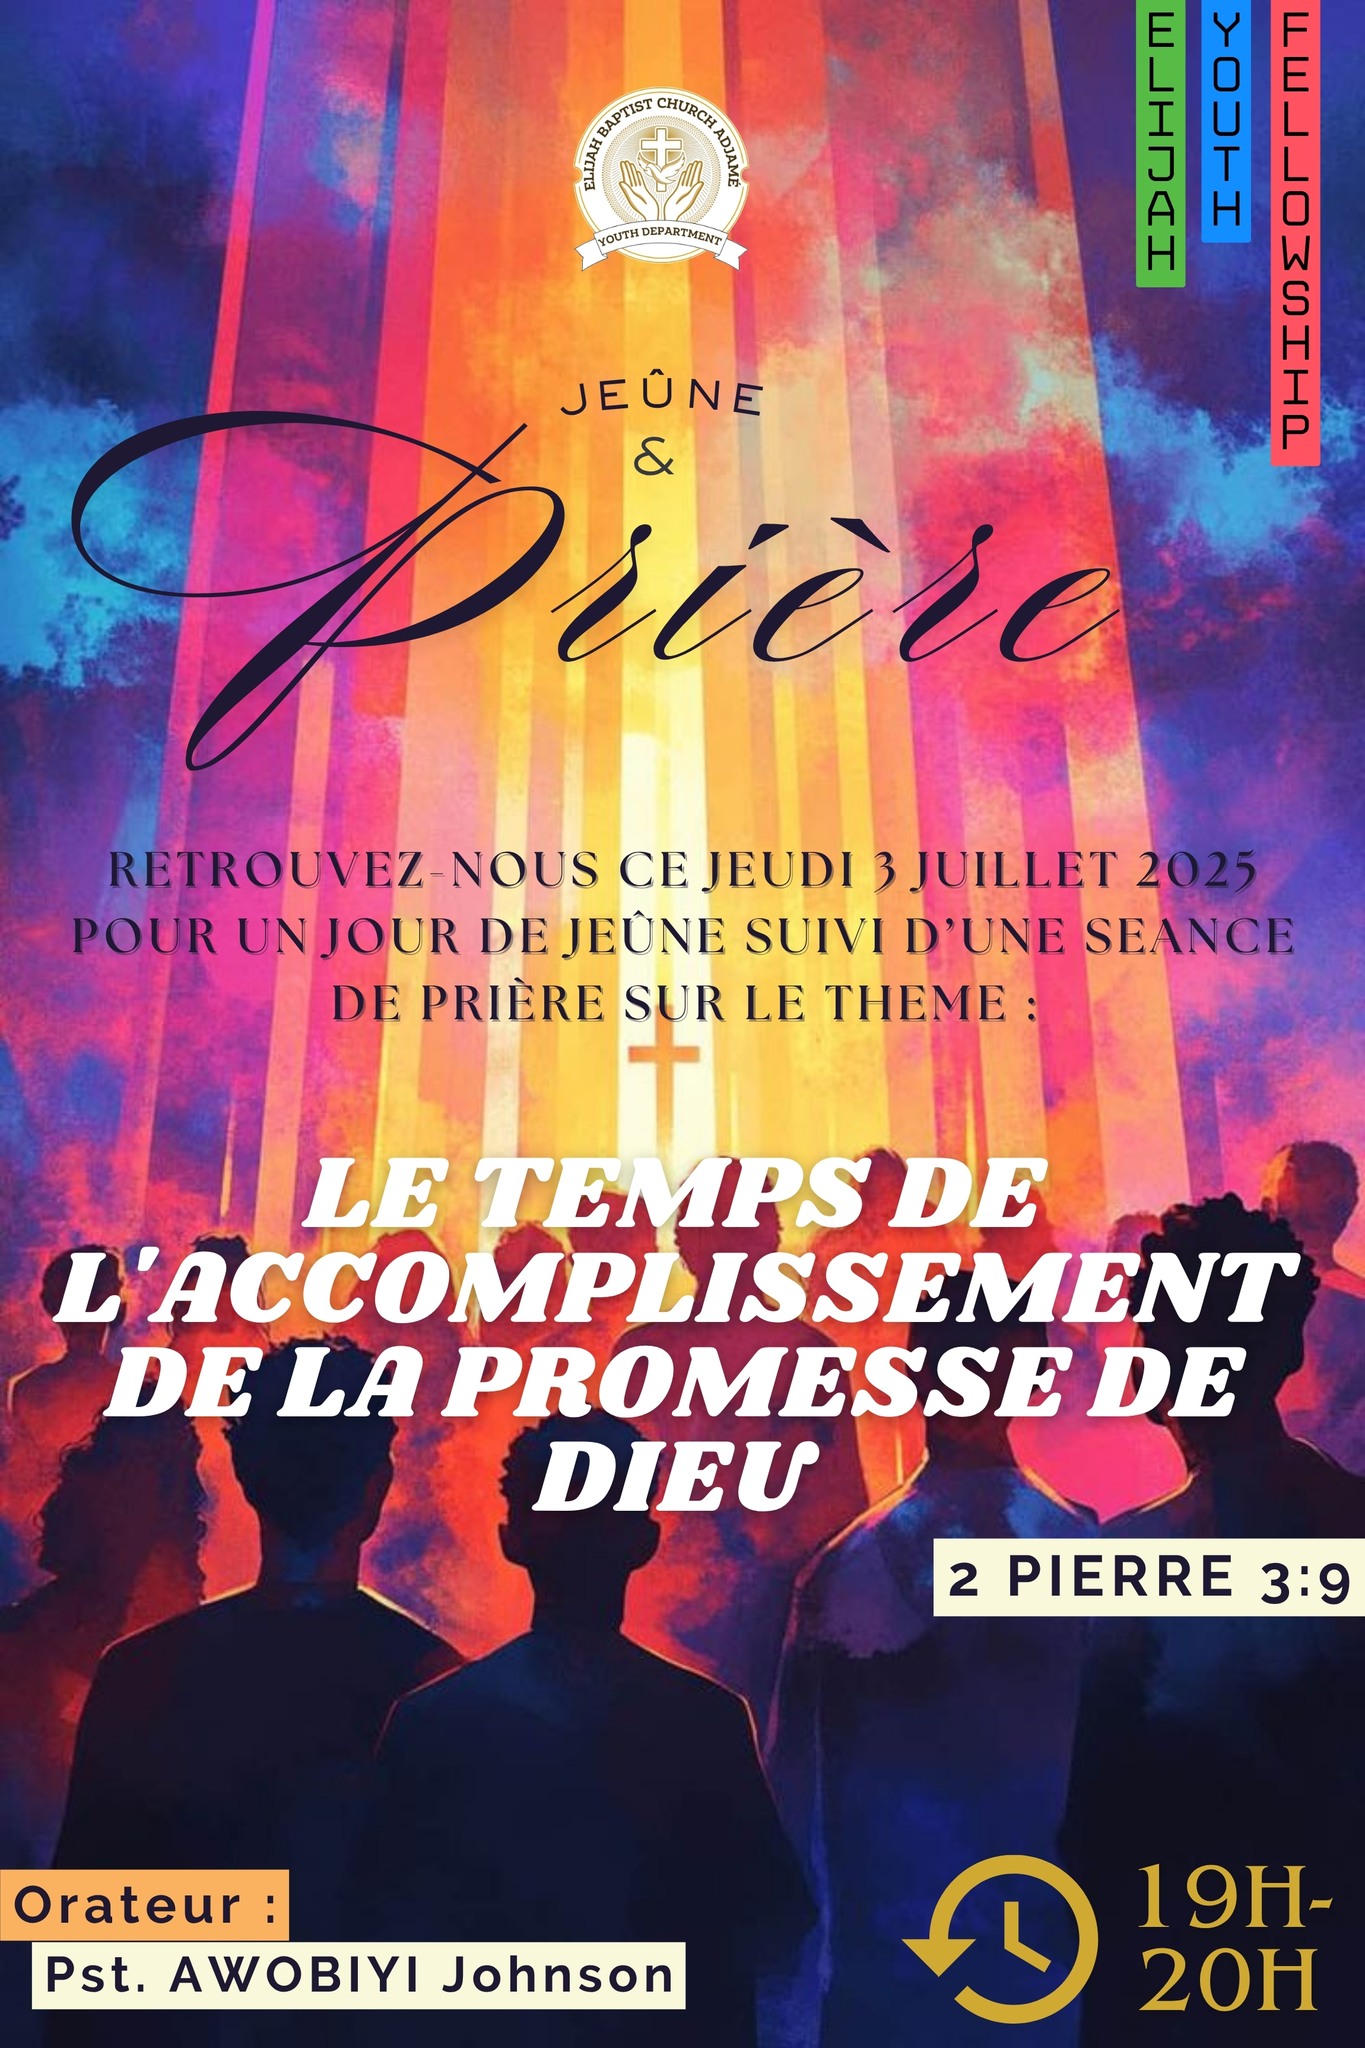 ELIJAH
YOUTH
FELLOWSHIP
ELIJAH BAPTIST CHURCH ADJAMÉ
YOUTH DEPARTMENT
JEÛNE
&
Prière
RETROUVEZ-NOUS CE JEUDI 3 JUILLET 2025
POUR UN JOUR DE JEÛNE SUIVI D'UNE SEANCE
DE PRIÈRE SUR LE THEME :
LE TEMPS DE
L'ACCOMPLISSEMENT
DE LA PROMESSE DE
DIEU
2 PIERRE 3:9
Orateur :
Pst. AWOBIYI Johnson
19H-
20H